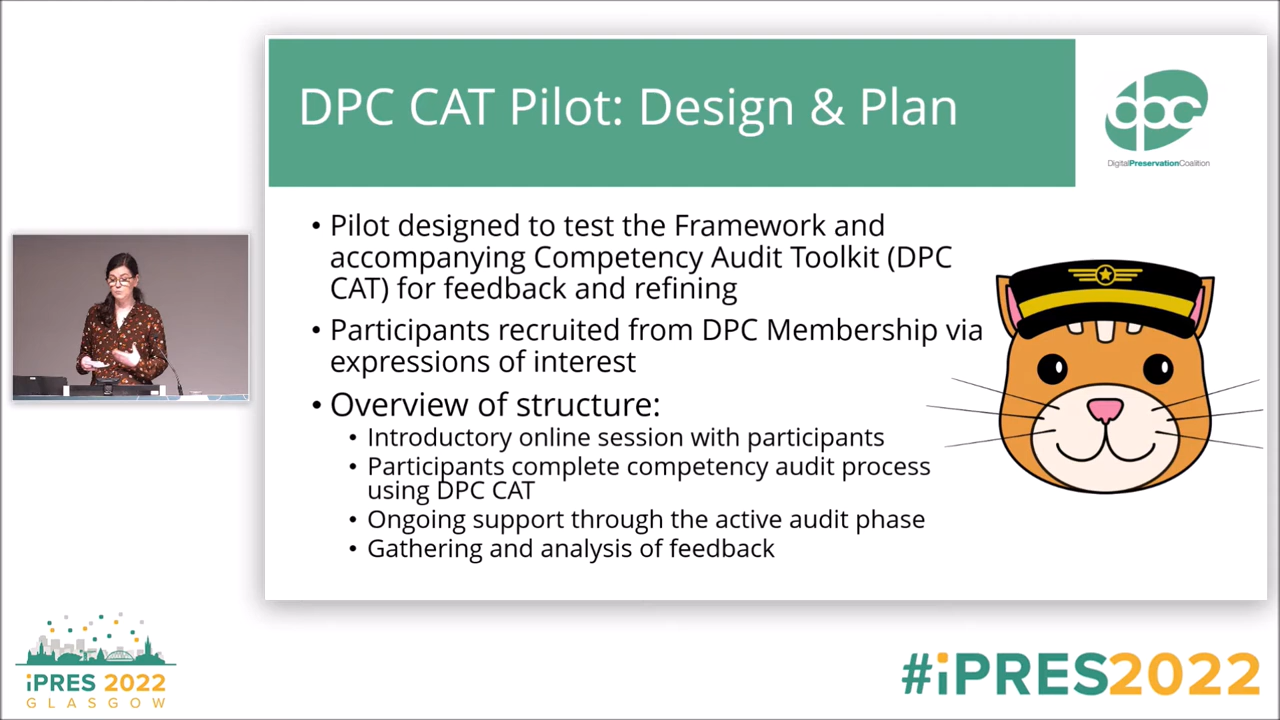 DPC CAT Pilot: Design & Plan
dpc
DigitalPreservationCoalition
• Pilot designed to test the Framework and
accompanying Competency Audit Toolkit (DPC
CAT) for feedback and refining
• Participants recruited from DPC Membership via
expressions of interest
• Overview of structure:
• Introductory online session with participants
• Participants complete competency audit process
using DPC CAT
• Ongoing support through the active audit phase
• Gathering and analysis of feedback
iPRES 2022
GLASGOW
#iPRES2022